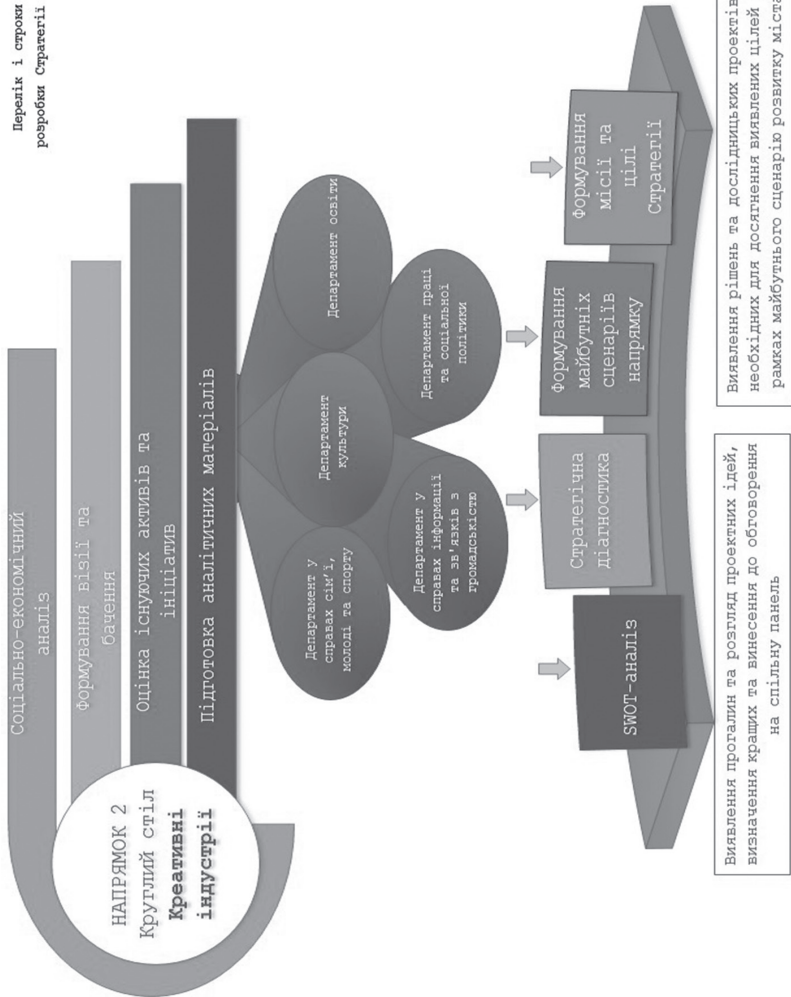 Перелік і строки
розробки Стратегії
Соціально-економічний
аналіз
Формування візії та
бачення
Оцінка існуючих активів та
ініціатив
Підготовка аналітичних матеріалів
НАПРЯМОК 2
Круглий стіл
Креативні
індустрії
Департамент у
справах сім'ї,
молоді та спорту
Департамент
культури
Департамент освіти
Департамент у
справах інформації
та зв'язків з
громадськістю
Департамент праці
та соціальної
політики
SWOT-аналіз
Стратегічна
діагностика
Формування
майбутніх
сценаріїв
напрямку
Формування
місії та
цілі
Стратегії
Виявлення прогалин та розгляд проектних ідей,
визначення кращих та винесення до обговорення
на спільну панель
Виявлення рішень та дослідницьких проектів
необхідних для досягнення виявлених цілей
рамках майбутнього сценарію розвитку міста